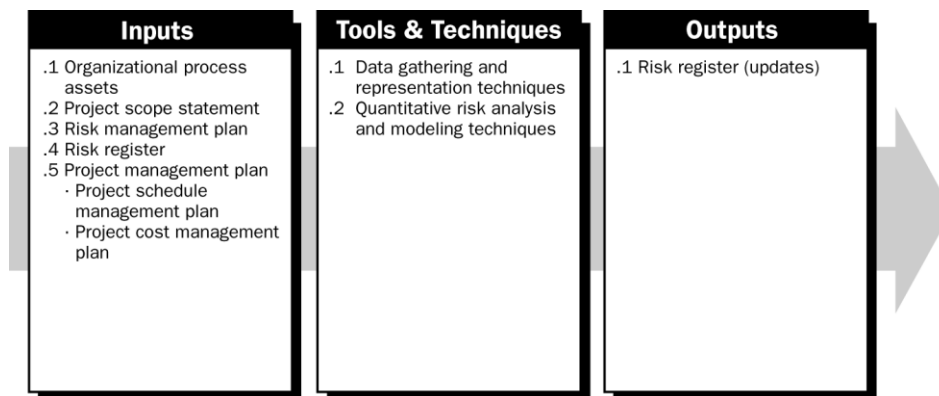 Inputs
.1 Organizational process
assets
.2 Project scope statement
.3 Risk management plan
.4 Risk register
.5 Project management plan
· Project schedule
management plan
· Project cost management
plan
Tools & Techniques
.1 Data gathering and
representation techniques
.2 Quantitative risk analysis
and modeling techniques
Outputs
.1 Risk register (updates)